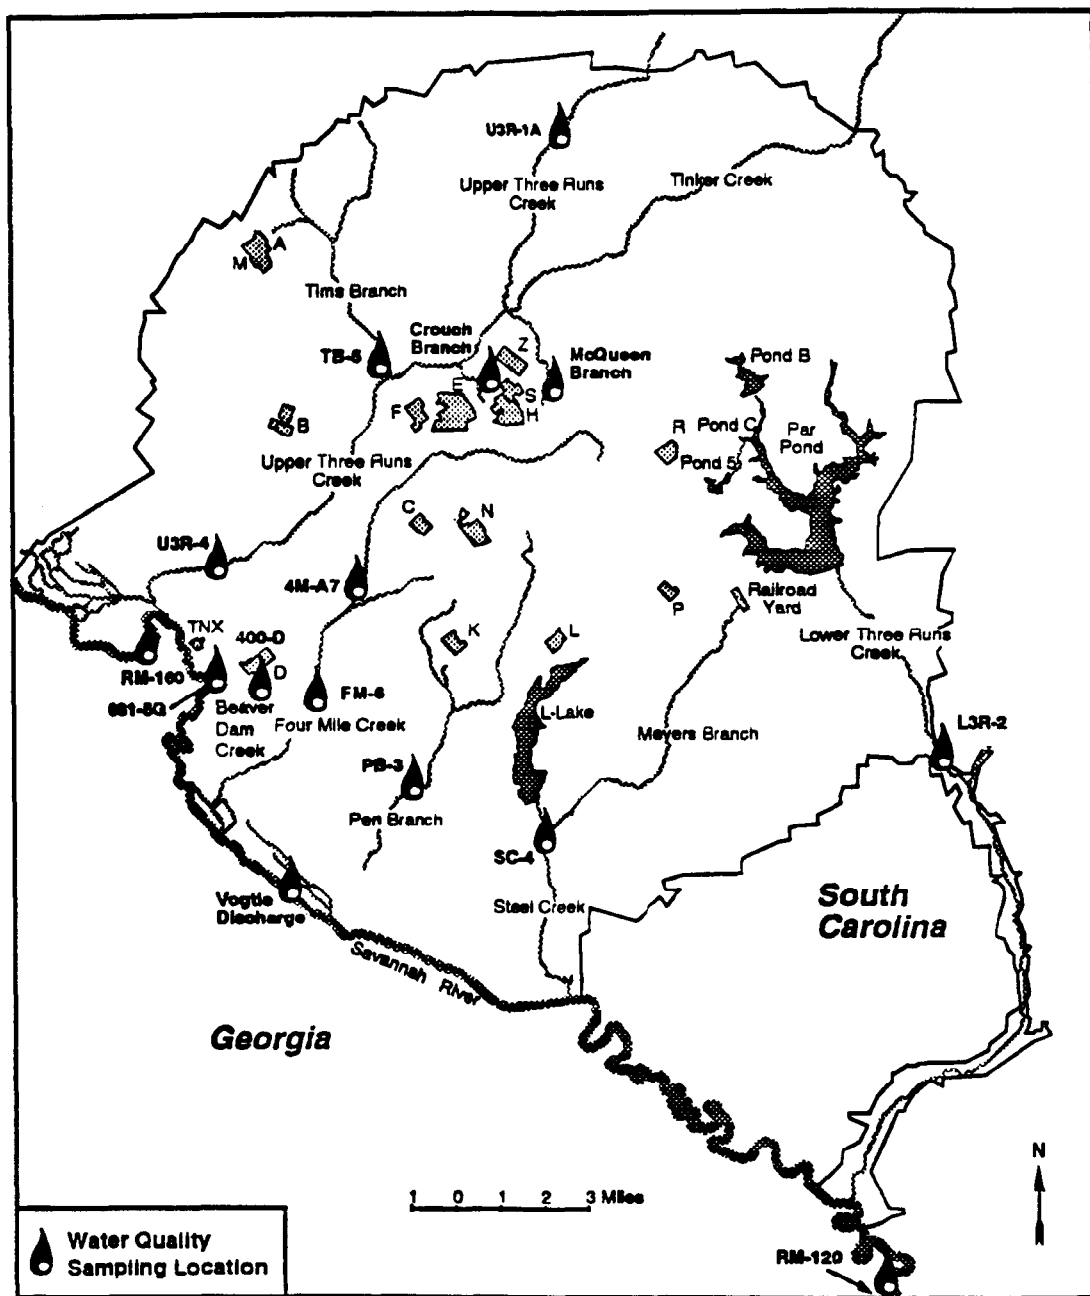 U3R-1A
Upper Three Runs
Creek
Tinker Creek
A
M
Tims Branch
Crouch
Branch
TB-5
Z
McQueen
Branch
E
S
F
H
B
Pond B
R
Pond C
Par
Pond
Pond 5
Upper Three Runs
Creek
C
N
U3R-4
4M-A7
P
Railroad
Yard
TNX
400-D
K
L
Lower Three Runs
Creek
RM-160
D
681-5G
Beaver
Dam
Creek
FM-6
Four Mile Creek
L-Lake
Meyers Branch
L3R-2
PB-3
Pen Branch
SC-4
Vogtle
Discharge
Steel Creek
South
Carolina
Savannah River
Georgia
N
1 0 1 2 3 Miles
Water Quality
Sampling Location
RM-120